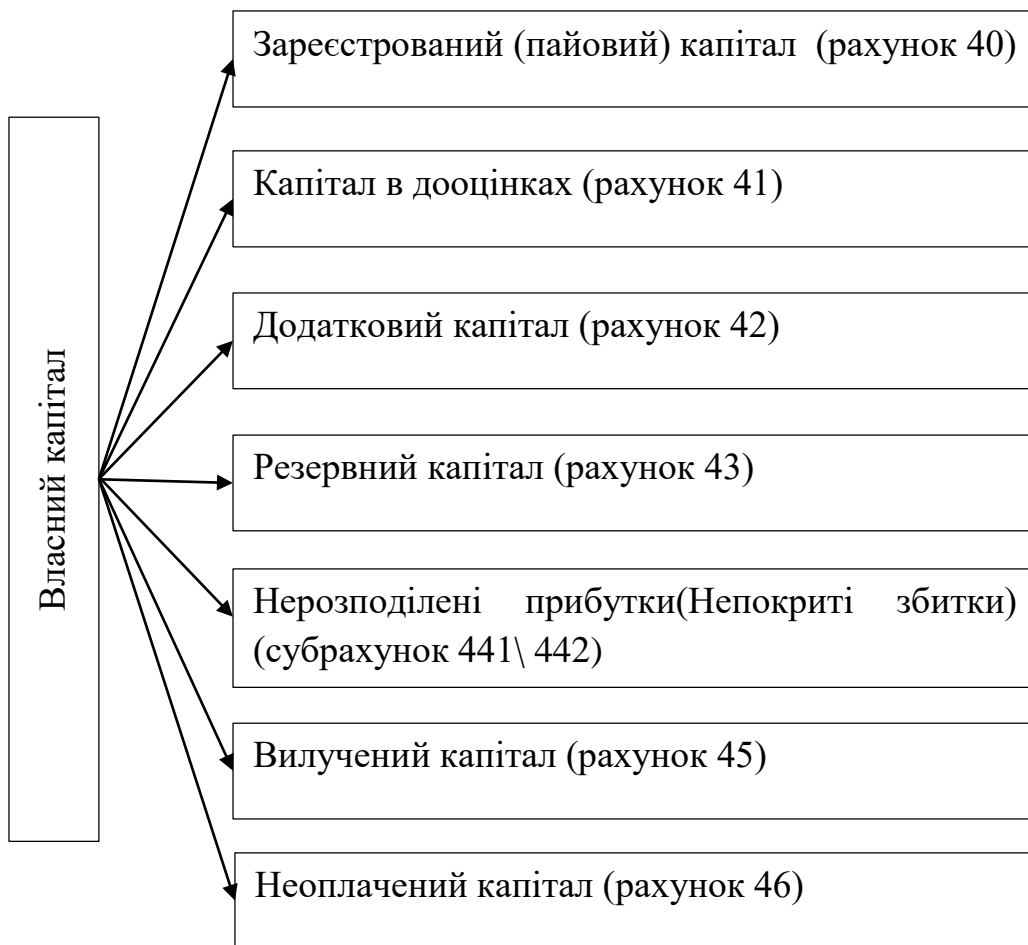 Зареєстрований (пайовий) капітал (рахунок 40)
Капітал в дооцінках (рахунок 41)
Додатковий капітал (рахунок 42)
Власний капітал
Резервний капітал (рахунок 43)
Нерозподілені прибутки(Непокриті збитки)
(субрахунок 441\ 442)
Вилучений капітал (рахунок 45)
Неоплачений капітал (рахунок 46)